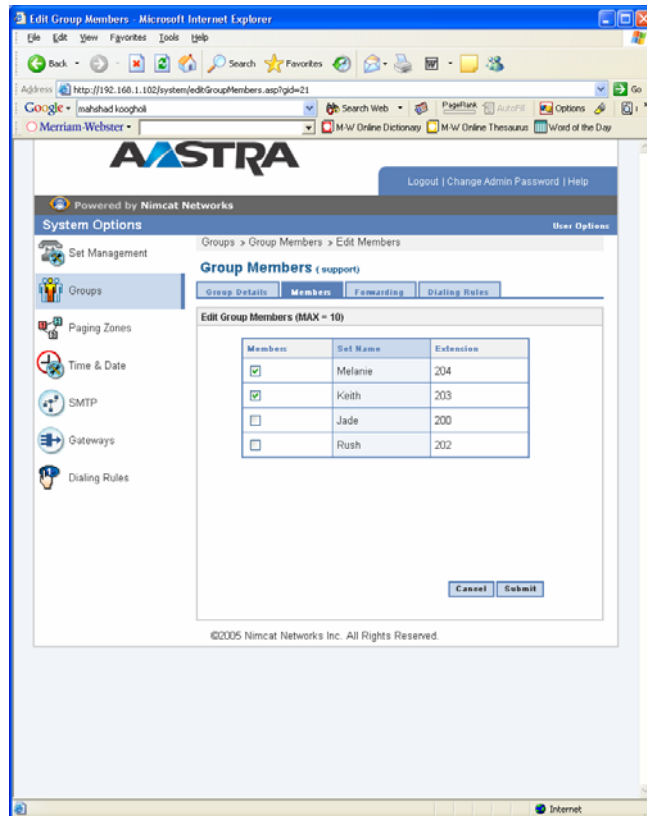 Edit Group Members - Microsoft Internet Explorer
File Edit View Favorites Tools Help
Back Search Favorites
Address http://192.168.1.102/system/editGroupMembers.asp?gid=21 Go
Google mahshad koogholi Search Web PageRank AutoFill Options
Merriam-Webster M-W Online Dictionary M-W Online Thesaurus Word of the Day
AASTRA
Logout | Change Admin Password | Help
Powered by Nimcat Networks
System Options User Options
Set Management
Groups
Paging Zones
Time & Date
SMTP
Gateways
Dialing Rules
Groups > Group Members > Edit Members
Group Members ( support)
Group Details Members Forwarding Dialing Rules
Edit Group Members (MAX = 10)
Members Set Name Extension
Melanie 204
Keith 203
Jade 200
Rush 202
Cancel Submit
©2005 Nimcat Networks Inc. All Rights Reserved.
Internet